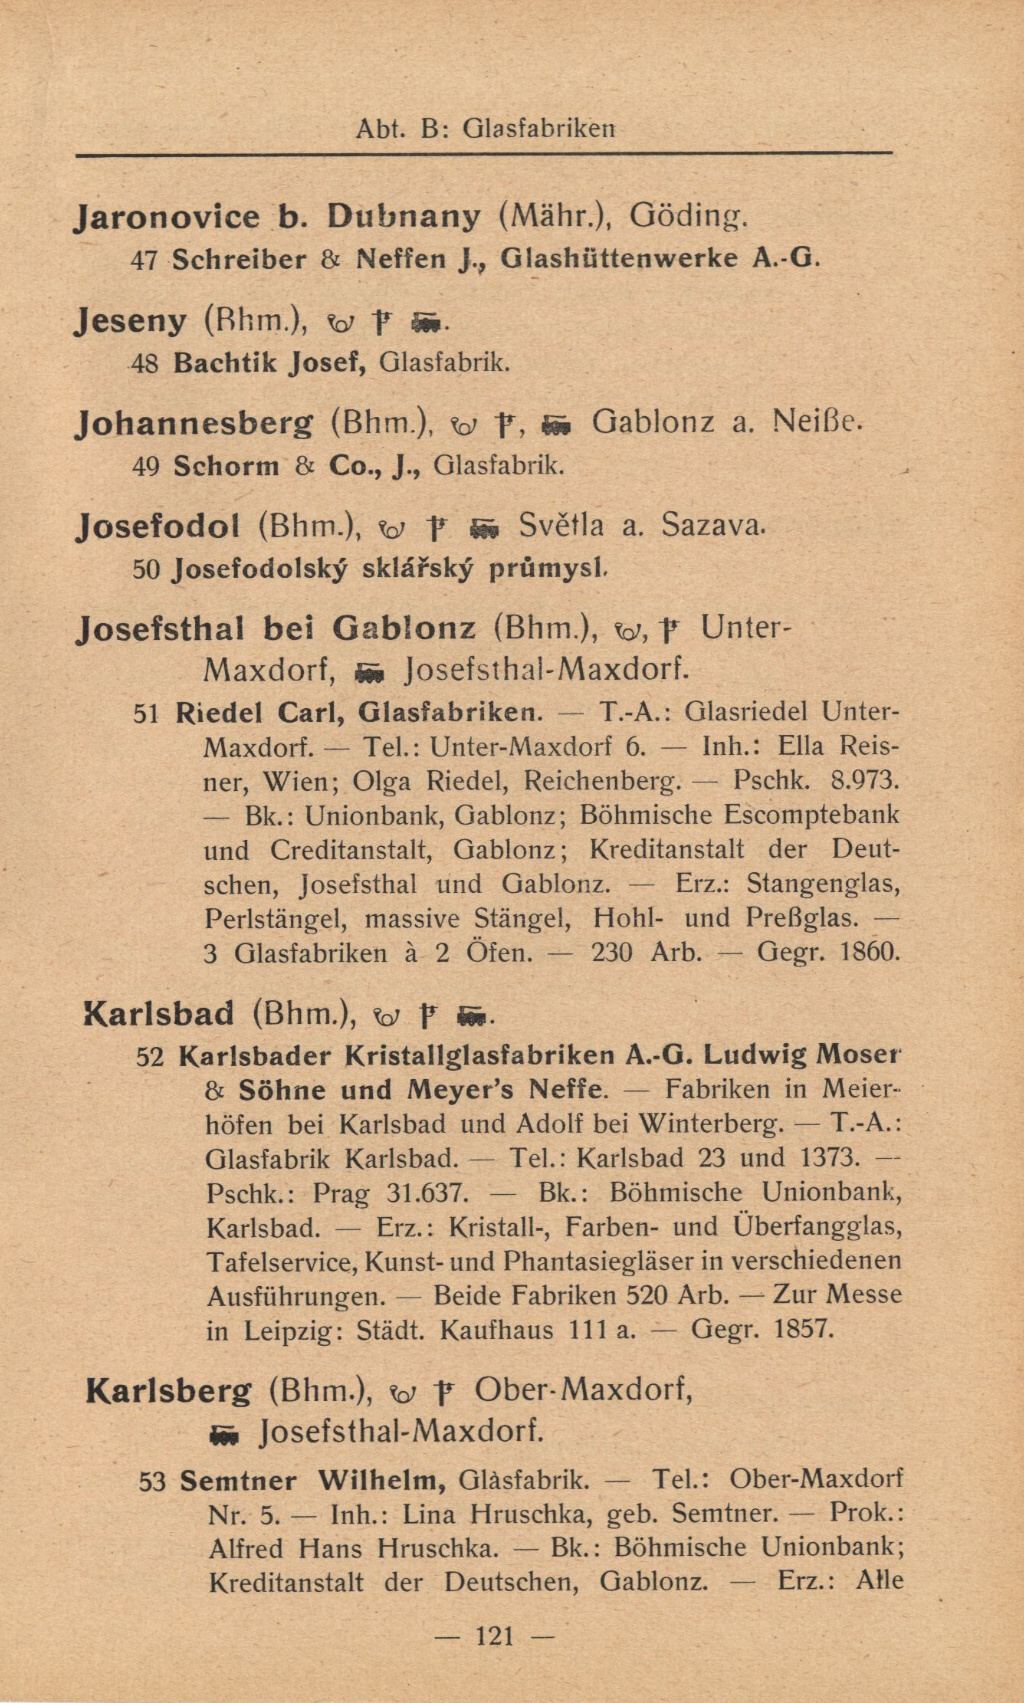 Abt. B: Glasfabriken
Jaronovice b. Dubnany (Mähr.), Göding.
47 Schreiber & Neffen J., Glashüttenwerke A.-G.
Jeseny (Bhm.), .
48 Bachtik Josef, Glasfabrik.
Johannesberg (Bhm.), , Gablonz a. Neiße.
49 Schorm & Co., J., Glasfabrik.
Josefodol (Bhm.), Světla a. Sazava.
50 Josefodolský sklářský průmysl.
Josefsthal bei Gablonz (Bhm.), , Unter-
Maxdorf, Josefsthal-Maxdorf.
51 Riedel Carl, Glasfabriken. — T.-A.: Glasriedel Unter-
Maxdorf. — Tel.: Unter-Maxdorf 6. — Inh.: Ella Reis-
ner, Wien; Olga Riedel, Reichenberg. — Pschk. 8.973.
— Bk.: Unionbank, Gablonz; Böhmische Escomptebank
und Creditanstalt, Gablonz; Kreditanstalt der Deut-
schen, Josefsthal und Gablonz. — Erz.: Stangenglas,
Perlstängel, massive Stängel, Hohl- und Preßglas. —
3 Glasfabriken à 2 Öfen. — 230 Arb. — Gegr. 1860.
Karlsbad (Bhm.), .
52 Karlsbader Kristallglasfabriken A.-G. Ludwig Moser
& Söhne und Meyer's Neffe. — Fabriken in Meier-
höfen bei Karlsbad und Adolf bei Winterberg. — T.-A.:
Glasfabrik Karlsbad. — Tel.: Karlsbad 23 und 1373. —
Pschk.: Prag 31.637. — Bk.: Böhmische Unionbank,
Karlsbad. — Erz.: Kristall-, Farben- und Überfangglas,
Tafelservice, Kunst- und Phantasiegläser in verschiedenen
Ausführungen. — Beide Fabriken 520 Arb. — Zur Messe
in Leipzig: Städt. Kaufhaus 111 a. — Gegr. 1857.
Karlsberg (Bhm.), Ober-Maxdorf,
Josefsthal-Maxdorf.
53 Semtner Wilhelm, Glasfabrik. — Tel.: Ober-Maxdorf
Nr. 5. — Inh.: Lina Hruschka, geb. Semtner. — Prok.:
Alfred Hans Hruschka. — Bk.: Böhmische Unionbank;
Kreditanstalt der Deutschen, Gablonz. — Erz.: Alle
— 121 —